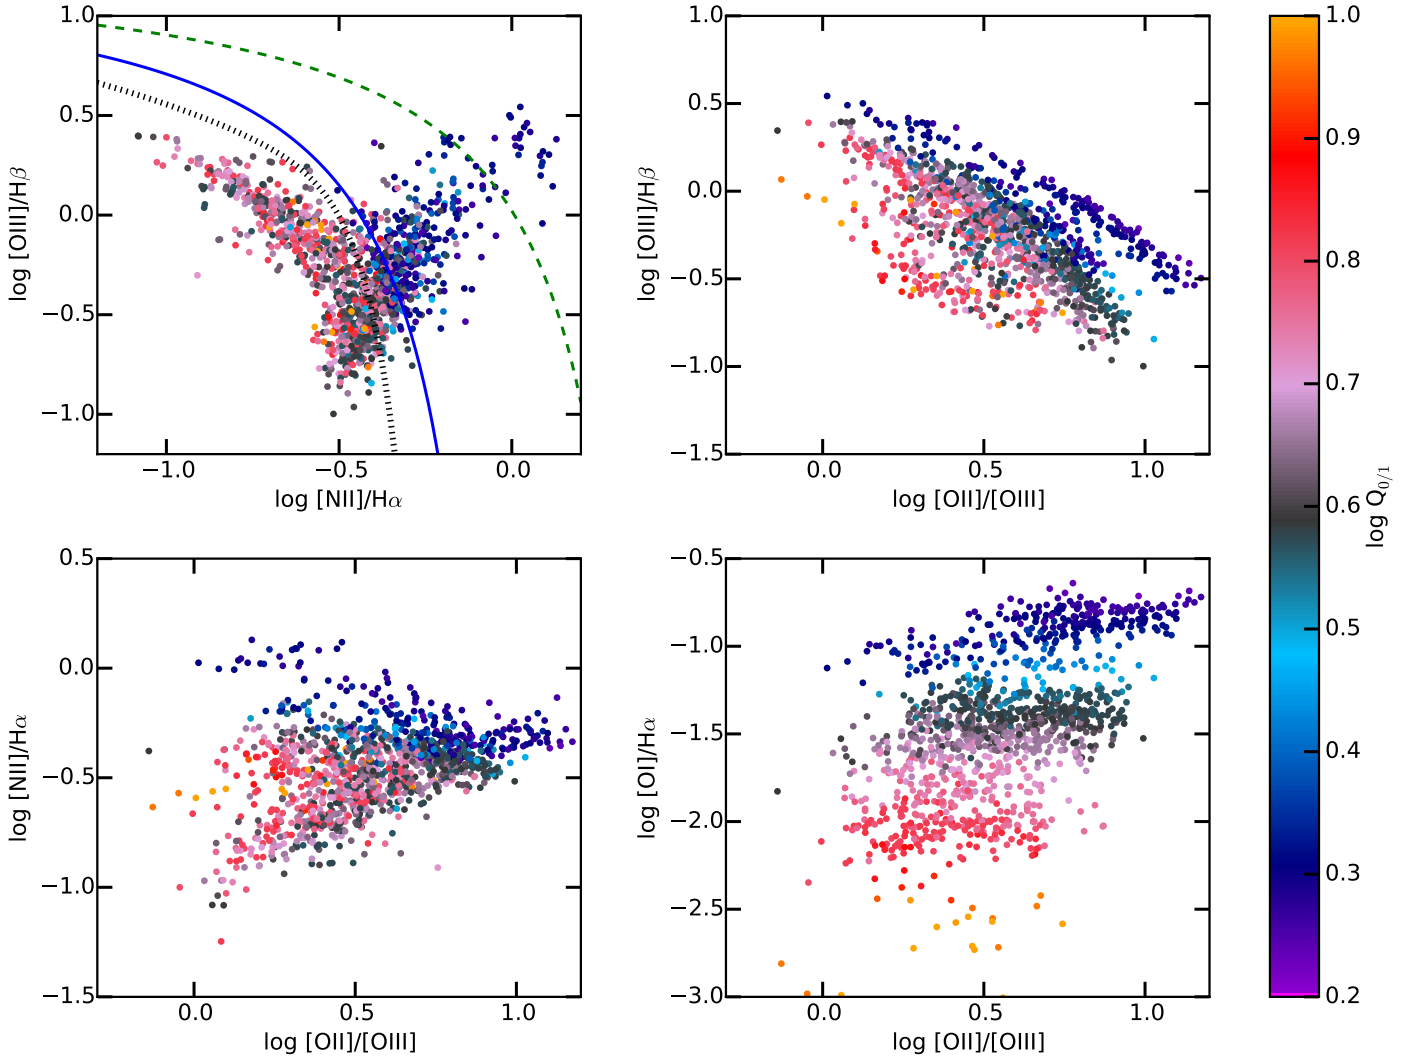 1.0
0.5
0.0
−0.5
−1.0
log [OIII]/Hβ
−1.0 −0.5 0.0
log [NII]/Hα
1.0
0.5
0.0
−0.5
−1.0
−1.5
log [OIII]/Hβ
0.0 0.5 1.0
log [OII]/[OIII]
0.5
0.0
−0.5
−1.0
−1.5
log [NII]/Hα
0.0 0.5 1.0
log [OII]/[OIII]
−0.5
−1.0
−1.5
−2.0
−2.5
−3.0
log [OI]/Hα
0.0 0.5 1.0
log [OII]/[OIII]
1.0
0.9
0.8
0.7
0.6
0.5
0.4
0.3
0.2
log Q0/1